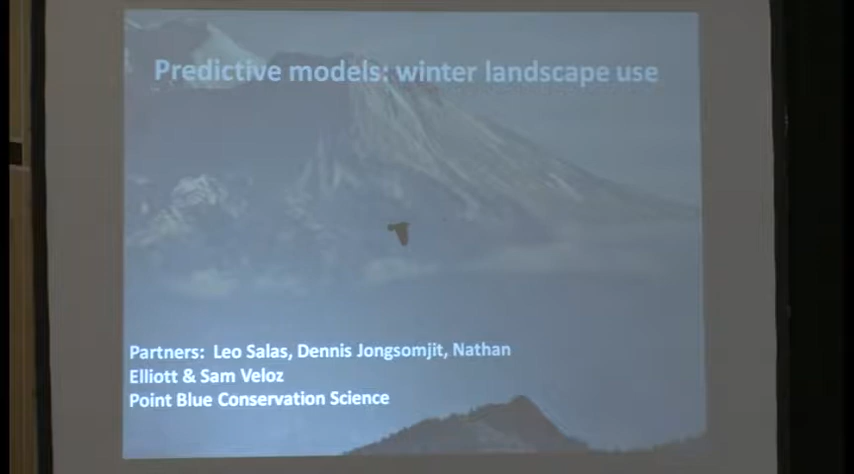 Predictive models: winter landscape use
Partners: Leo Salas, Dennis Jongsomjit, Nathan
Elliott & Sam Veloz
Point Blue Conservation Science